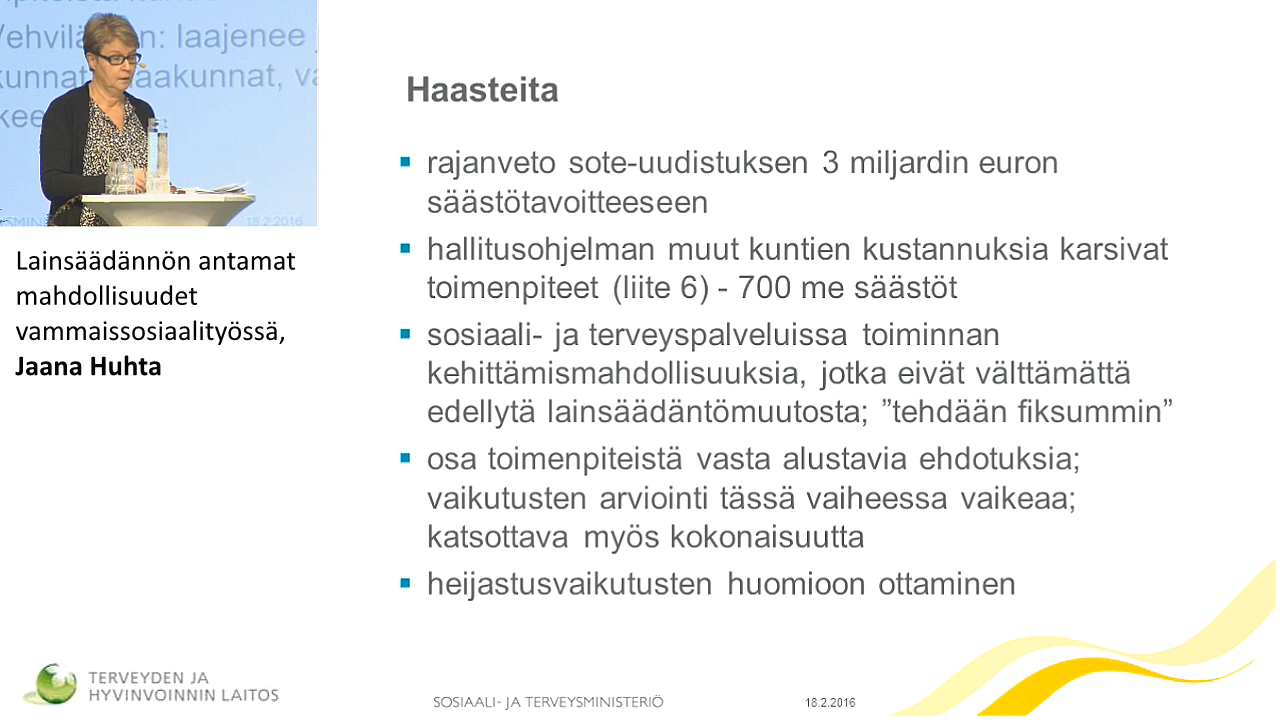 Vehvilä n: laajenee
kunnat, maakunnat,
18.2.2016
Lainsäädännön antamat
mahdollisuudet
vammaissosiaalityössä,
Jaana Huhta
Haasteita
rajanveto sote-uudistuksen 3 miljardin euron
säästötavoitteeseen
hallitusohjelman muut kuntien kustannuksia karsivat
toimenpiteet (liite 6) - 700 me säästöt
sosiaali- ja terveyspalveluissa toiminnan
kehittämismahdollisuuksia, jotka eivät välttämättä
edellytä lainsäädäntömuutosta; ”tehdään fiksummin”
osa toimenpiteistä vasta alustavia ehdotuksia;
vaikutusten arviointi tässä vaiheessa vaikeaa;
katsottava myös kokonaisuutta
heijastusvaikutusten huomioon ottaminen
TERVEYDEN JA
HYVINVOINNIN LAITOS
SOSIAALI- JA TERVEYSMINISTERIÖ
18.2.2016